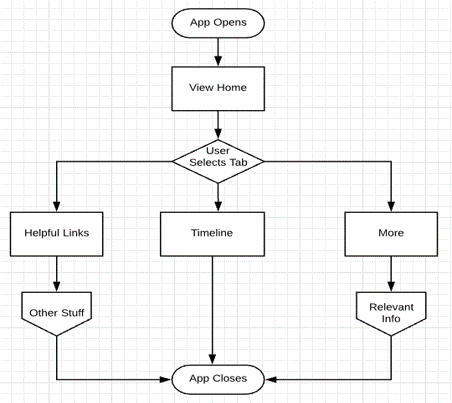 App Opens
View Home
User
Selects Tab
Helpful Links
Timeline
More
Other Stuff
Relevant
Info
App Closes